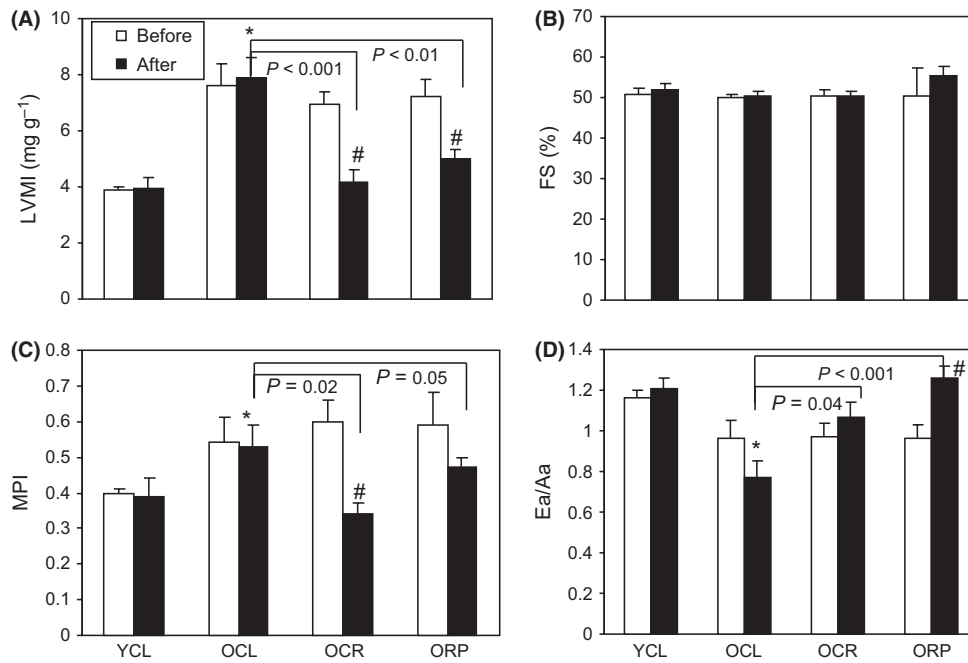 (A)
10
8
6
4
2
0
LVMI (mg g⁻¹)
Before
After
*
P < 0.001
P < 0.01
#
#
(B)
80
70
60
50
40
30
20
10
0
FS (%)
(C)
0.8
0.7
0.6
0.5
0.4
0.3
0.2
0.1
0
MPI
*
P = 0.02
P = 0.05
#
YCL OCL OCR ORP
(D)
1.4
1.2
1
0.8
0.6
0.4
0.2
0
Ea/Aa
*
P < 0.001
P = 0.04
#
YCL OCL OCR ORP